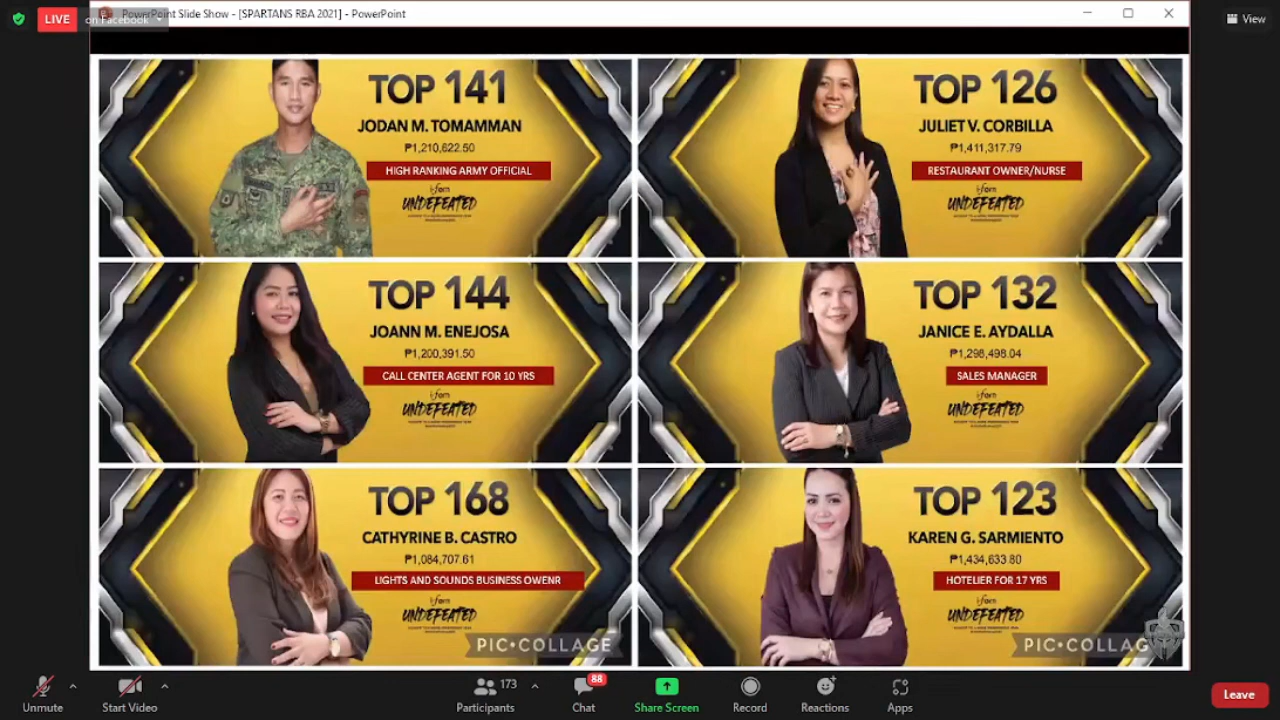 LIVE on Facebook
PowerPoint Slide Show - [SPARTANS RBA 2021] - PowerPoint
View
TOP 141
JODAN M. TOMAMMAN
₱1,210,622.50
HIGH RANKING ARMY OFFICIAL
UNDEFEATED
TOP 126
JULIET V. CORBILLA
₱1,411,317.79
RESTAURANT OWNER/NURSE
UNDEFEATED
TOP 144
JOANN M. ENEJOSA
₱1,200,391.50
CALL CENTER AGENT FOR 10 YRS
UNDEFEATED
TOP 132
JANICE E. AYDALLA
₱1,298,498.04
SALES MANAGER
UNDEFEATED
TOP 168
CATHYRINE B. CASTRO
₱1,084,707.61
LIGHTS AND SOUNDS BUSINESS OWENR
UNDEFEATED
PIC•COLLAGE
TOP 123
KAREN G. SARMIENTO
₱1,434,633.80
HOTELIER FOR 17 YRS
UNDEFEATED
PIC•COLLAG
Unmute
Start Video
173
Participants
88
Chat
Share Screen
Record
Reactions
Apps
Leave